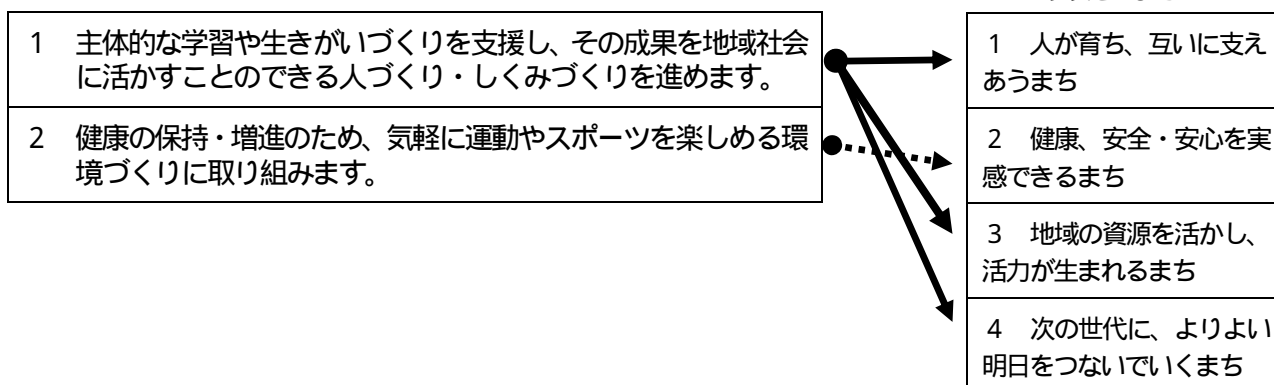 1 主体的な学習や生きがいづくりを支援し、その成果を地域社会
に活かすことのできる人づくり・しくみづくりを進めます。
2 健康の保持・増進のため、気軽に運動やスポーツを楽しめる環
境づくりに取り組みます。
1 人が育ち、互いに支え
あうまち
2 健康、安全・安心を実
感できるまち
3 地域の資源を活かし、
活力が生まれるまち
4 次の世代に、よりよい
明日をつないでいくまち